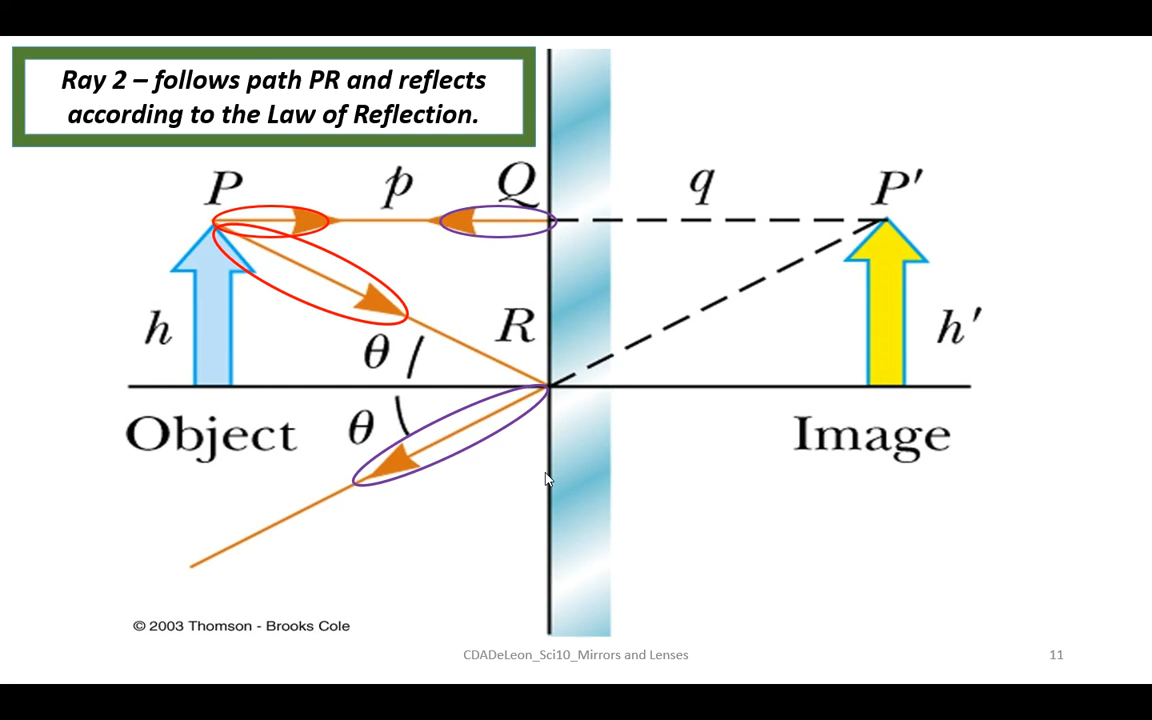 Ray 2 – follows path PR and reflects
according to the Law of Reflection.
P p Q q P'
h θ R h'
θ
Object Image
© 2003 Thomson - Brooks Cole
CDADeLeon_Sci10_Mirrors and Lenses 11